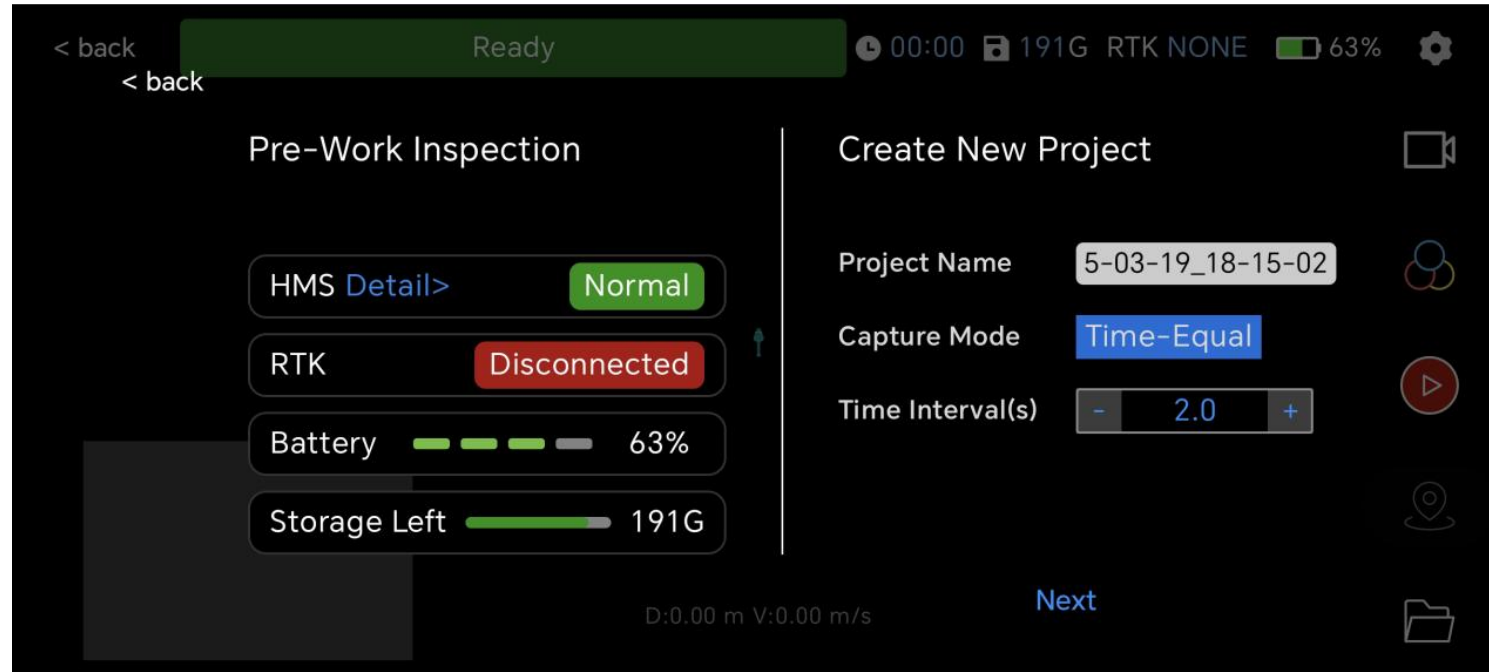 < back
Ready
00:00 191G RTK NONE 63%
< back
Pre-Work Inspection
HMS Detail> Normal
RTK Disconnected
Battery 63%
Storage Left 191G
Create New Project
Project Name 5-03-19_18-15-02
Capture Mode Time-Equal
Time Interval(s) - 2.0 +
D:0.00 m V:0.00 m/s
Next